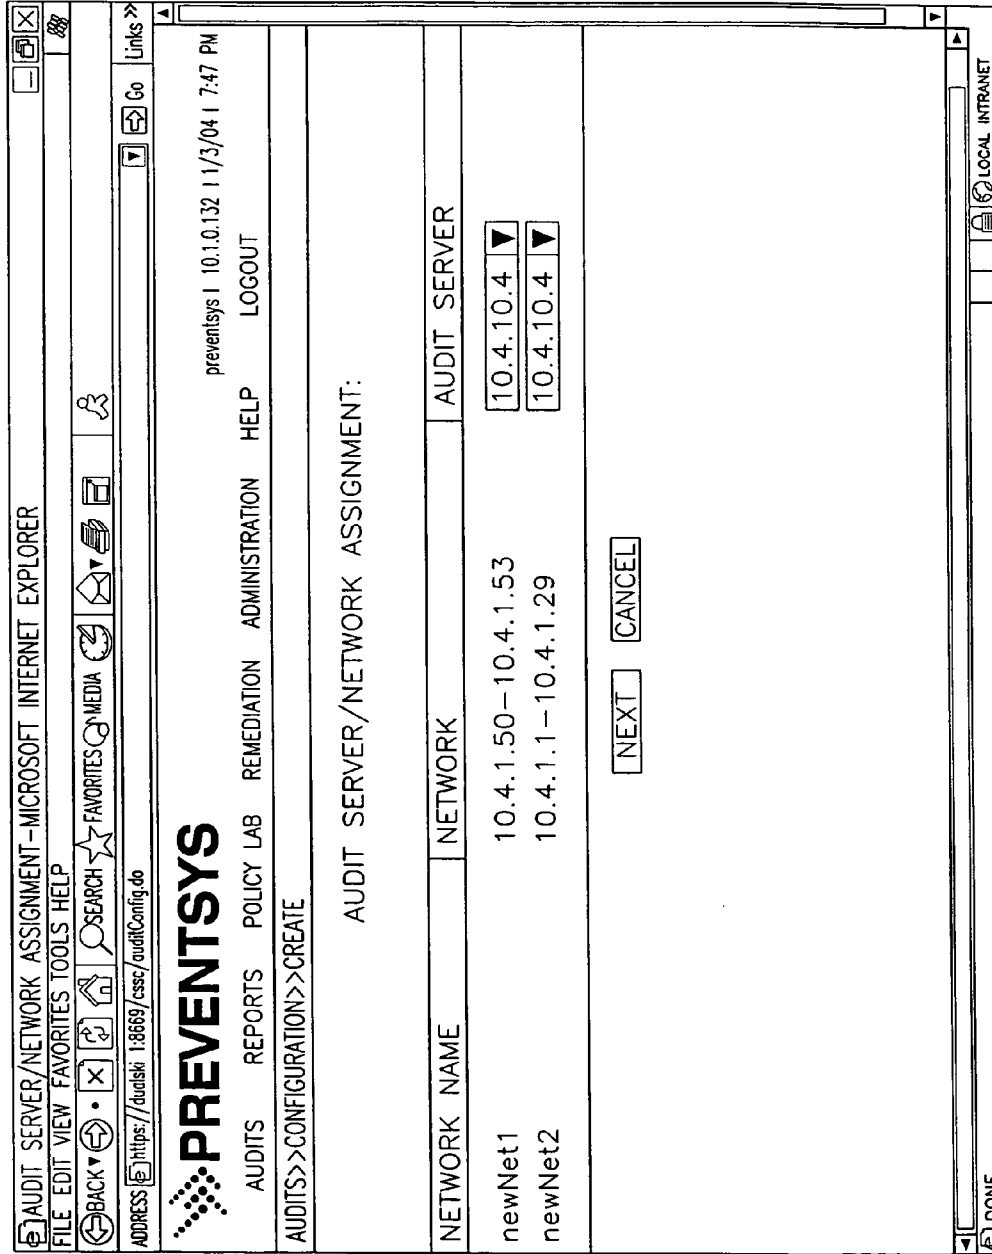 AUDIT SERVER/NETWORK ASSIGNMENT-MICROSOFT INTERNET EXPLORER
FILE EDIT VIEW FAVORITES TOOLS HELP
BACK SEARCH FAVORITES MEDIA
ADDRESS https://dualski 1:8669/cssc/auditConfig.do Go Links »
PREVENTSYS
preventsys I 10.1.0.132 I 1/3/04 I 7:47 PM
AUDITS REPORTS POLICY LAB REMEDIATION ADMINISTRATION HELP LOGOUT
AUDITS>>CONFIGURATION>>CREATE
AUDIT SERVER/NETWORK ASSIGNMENT:
NETWORK NAME NETWORK AUDIT SERVER
newNet1 10.4.1.50-10.4.1.53 10.4.10.4
newNet2 10.4.1.1-10.4.1.29 10.4.10.4
NEXT CANCEL
DONE LOCAL INTRANET